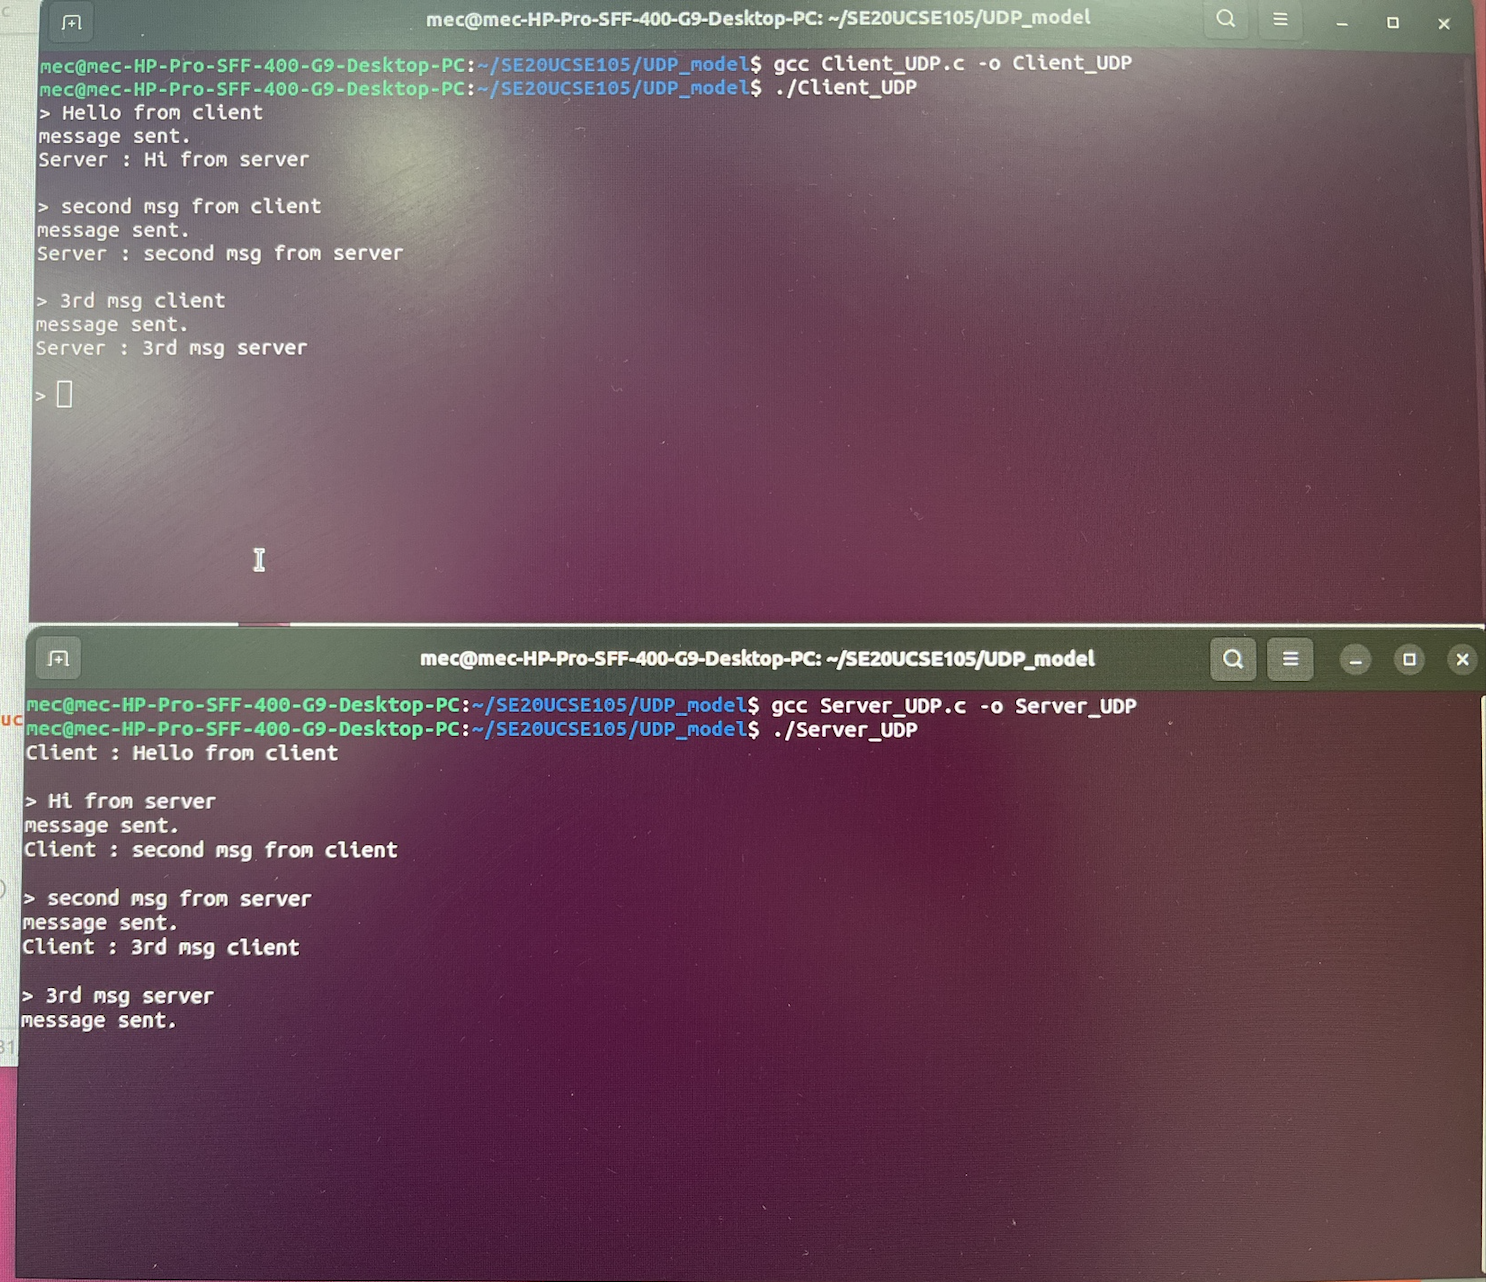 c
mec@mec-HP-Pro-SFF-400-G9-Desktop-PC: ~/SE20UCSE105/UDP_model
mec@mec-HP-Pro-SFF-400-G9-Desktop-PC:~/SE20UCSE105/UDP_model$ gcc Client_UDP.c -o Client_UDP
mec@mec-HP-Pro-SFF-400-G9-Desktop-PC:~/SE20UCSE105/UDP_model$ ./Client_UDP
> Hello from client
message sent.
Server : Hi from server
> second msg from client
message sent.
Server : second msg from server
> 3rd msg client
message sent.
Server : 3rd msg server
>
mec@mec-HP-Pro-SFF-400-G9-Desktop-PC: ~/SE20UCSE105/UDP_model
mec@mec-HP-Pro-SFF-400-G9-Desktop-PC:~/SE20UCSE105/UDP_model$ gcc Server_UDP.c -o Server_UDP
uc
mec@mec-HP-Pro-SFF-400-G9-Desktop-PC:~/SE20UCSE105/UDP_model$ ./Server_UDP
Client : Hello from client
> Hi from server
message sent.
Client : second msg from client
)
> second msg from server
message sent.
Client : 3rd msg client
> 3rd msg server
message sent.
31